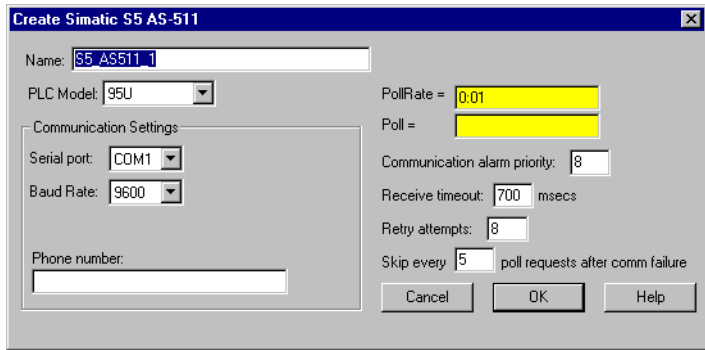 Create Simatic S5 AS-511
Name: S5_AS511_1
PLC Model: 95U
Communication Settings
Serial port: COM1
Baud Rate: 9600
Phone number:
PollRate = 0:01
Poll =
Communication alarm priority: 8
Receive timeout: 700 msecs
Retry attempts: 8
Skip every 5 poll requests after comm failure
Cancel OK Help